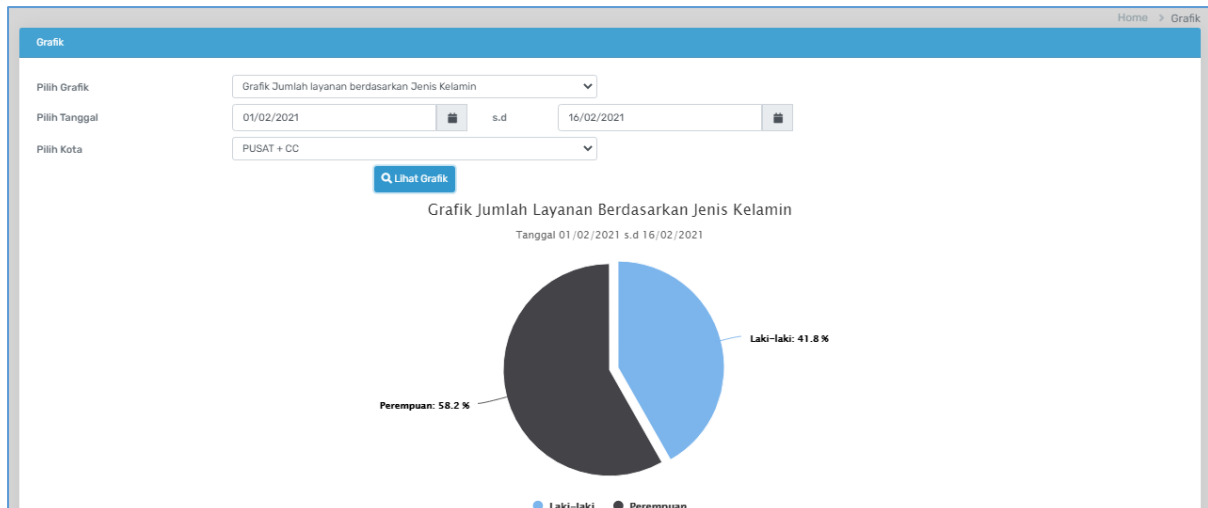 Home > Grafik
Grafik
Pilih Grafik Grafik Jumlah layanan berdasarkan Jenis Kelamin
Pilih Tanggal 01/02/2021 s.d 16/02/2021
Pilih Kota PUSAT + CC
Lihat Grafik
Grafik Jumlah Layanan Berdasarkan Jenis Kelamin
Tanggal 01/02/2021 s.d 16/02/2021
Laki-laki: 41.8 %
Perempuan: 58.2 %
Laki-laki Perempuan